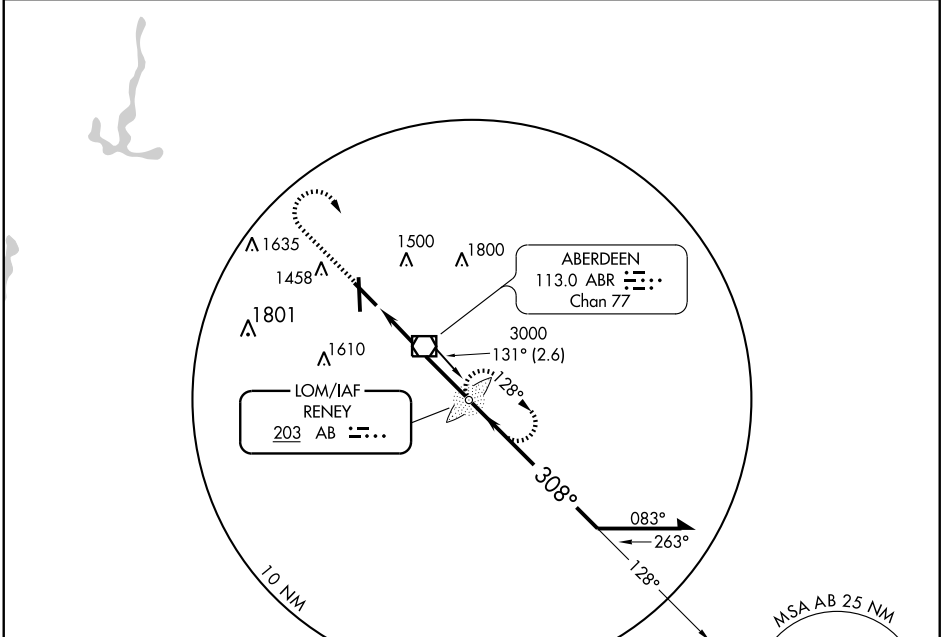 1635
1500
1800
1458
ABERDEEN
113.0 ABR
Chan 77
1801
1610
3000
131° (2.6)
LOM/IAF
RENEY
203 AB
128°
308°
083°
263°
128°
10 NM
MSA AB 25 NM